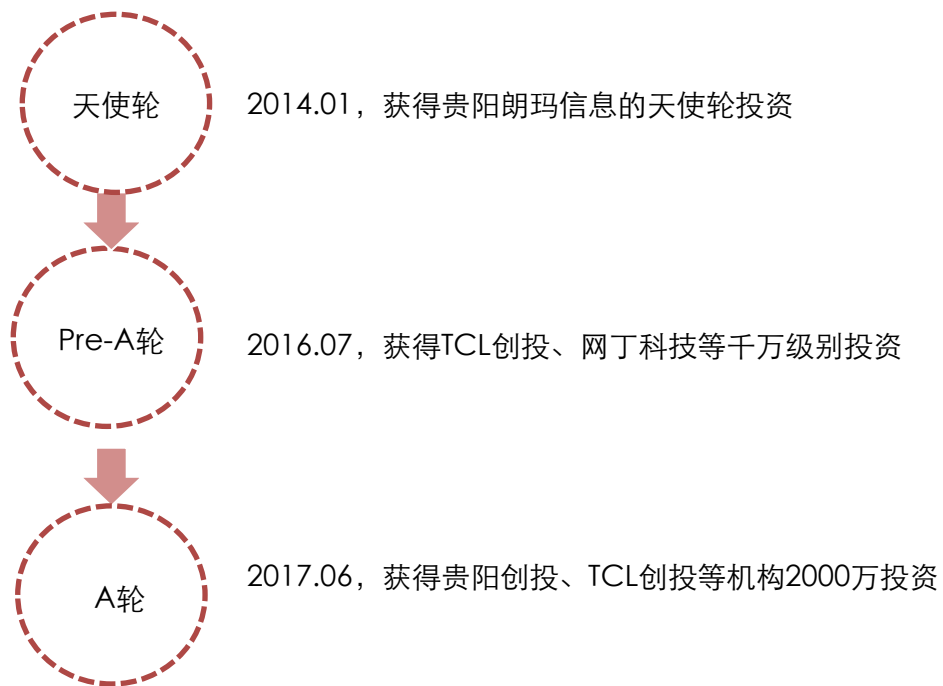 天使轮
2014.01，获得贵阳朗玛信息的天使轮投资
Pre-A轮
2016.07，获得TCL创投、网丁科技等千万级别投资
A轮
2017.06，获得贵阳创投、TCL创投等机构2000万投资